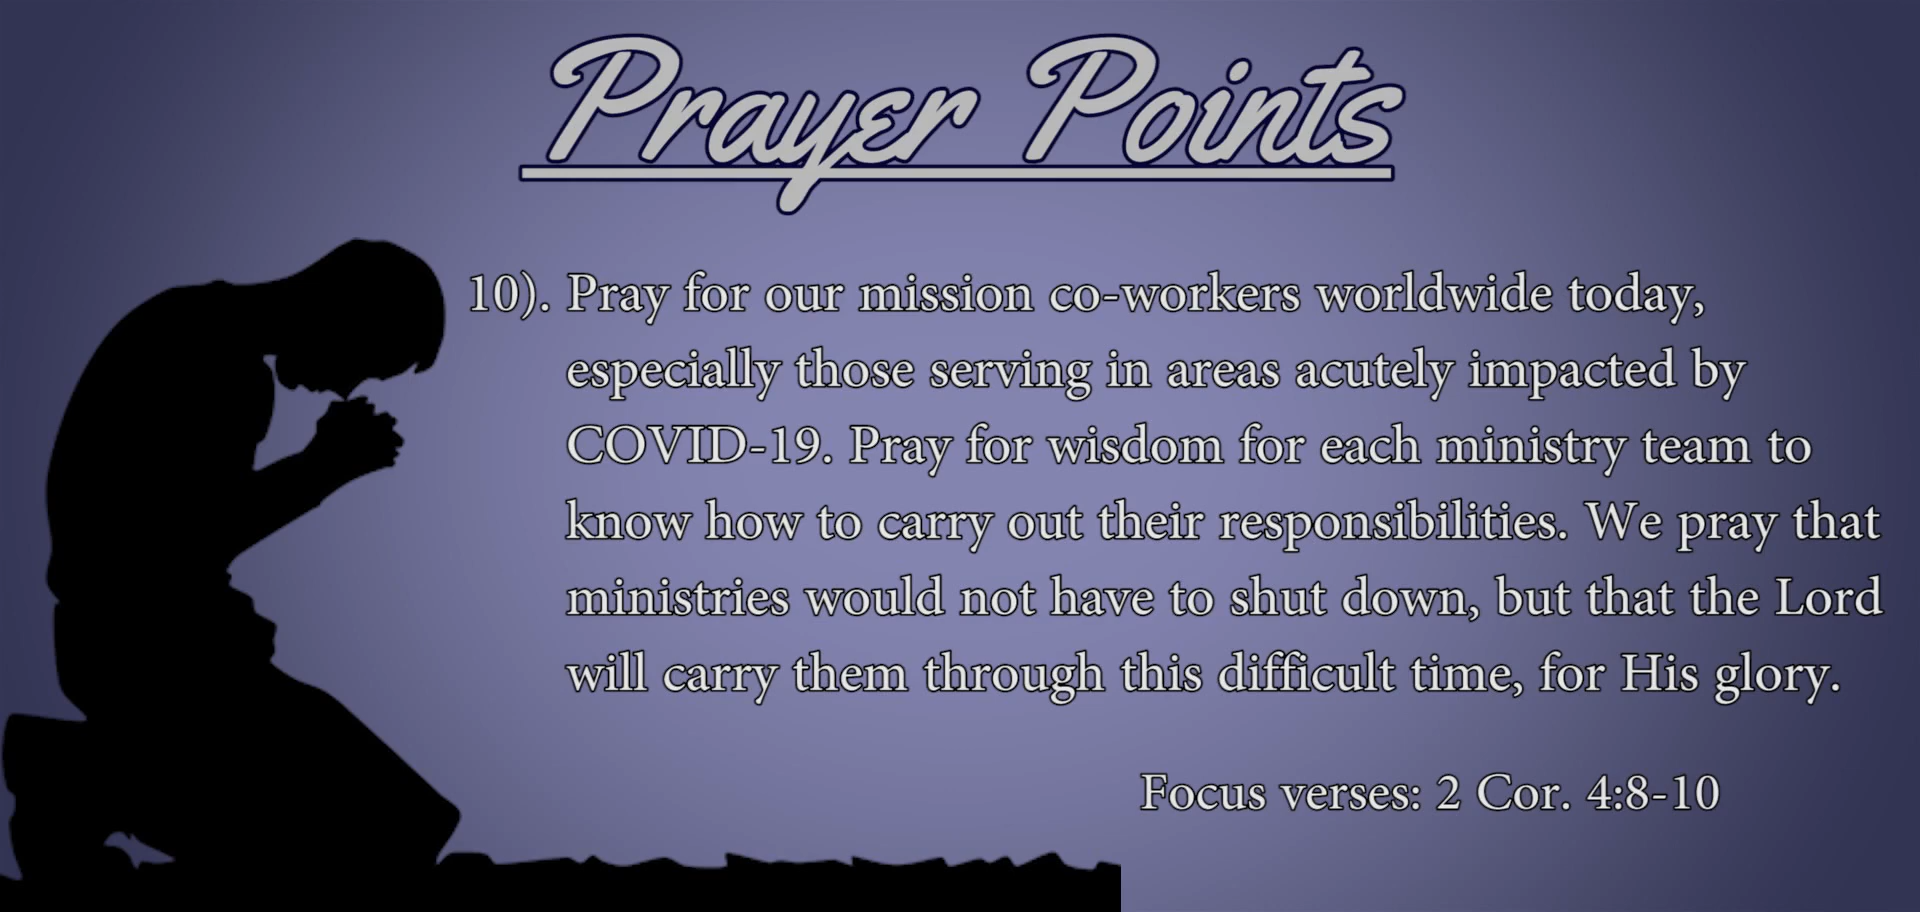 Prayer Points
10). Pray for our mission co-workers worldwide today,
especially those serving in areas acutely impacted by
COVID-19. Pray for wisdom for each ministry team to
know how to carry out their responsibilities. We pray that
ministries would not have to shut down, but that the Lord
will carry them through this difficult time, for His glory.
Focus verses: 2 Cor. 4:8-10